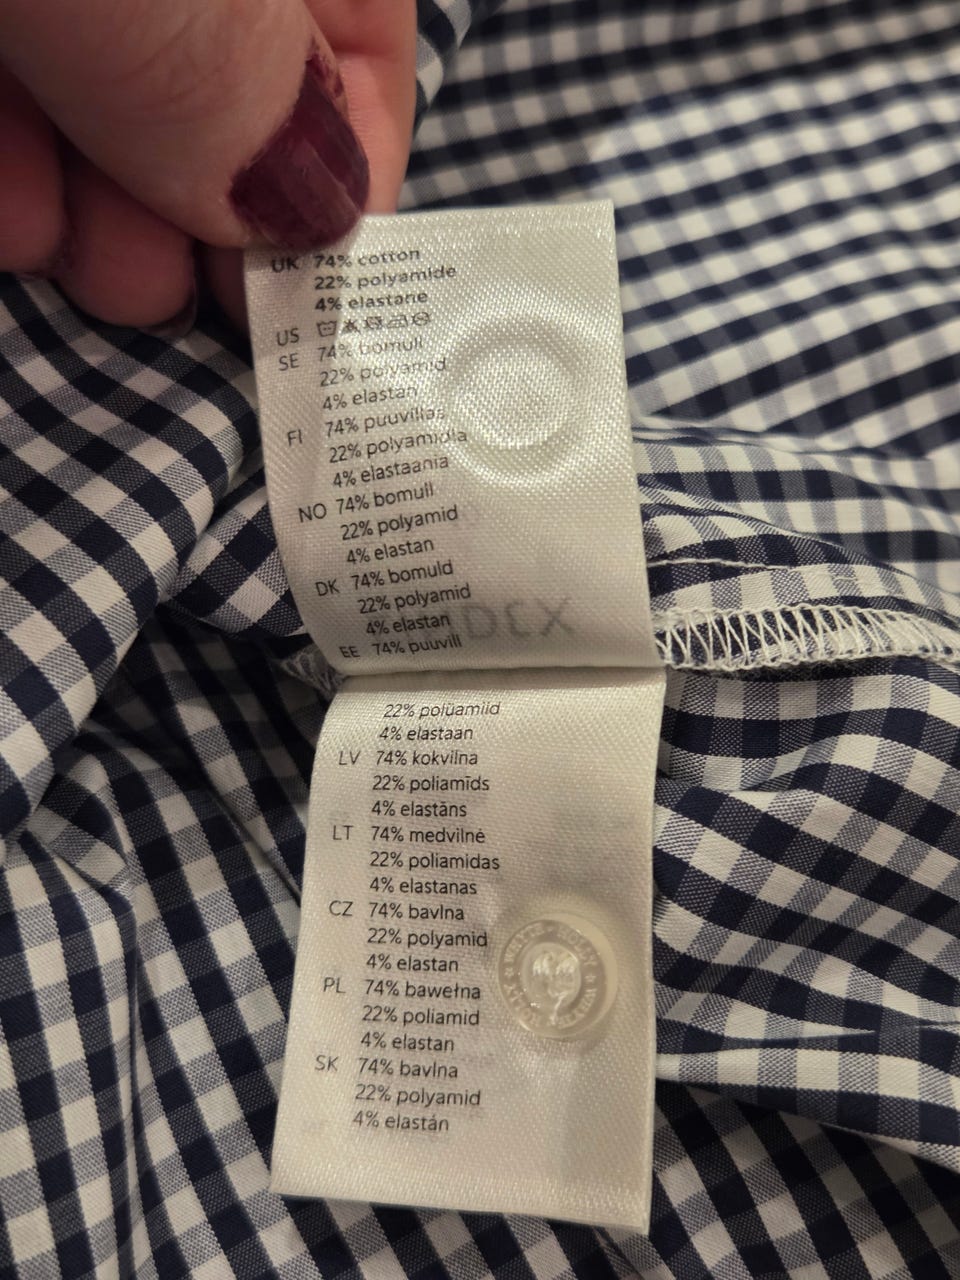 UK 74% cotton
22% polyamide
4% elastane
US
SE 74% bomull
22% polyamid
4% elastan
FI 74% puuvillaa
22% polyamidia
4% elastaania
NO 74% bomull
22% polyamid
4% elastan
DK 74% bomuld
22% polyamid
4% elastan
EE 74% puuvill
22% polüamiid
4% elastaan
LV 74% kokvilna
22% poliamīds
4% elastāns
LT 74% medvilnė
22% poliamidas
4% elastanas
CZ 74% bavlna
22% polyamid
4% elastan
PL 74% bawełna
22% poliamid
4% elastan
SK 74% bavlna
22% polyamid
4% elastán